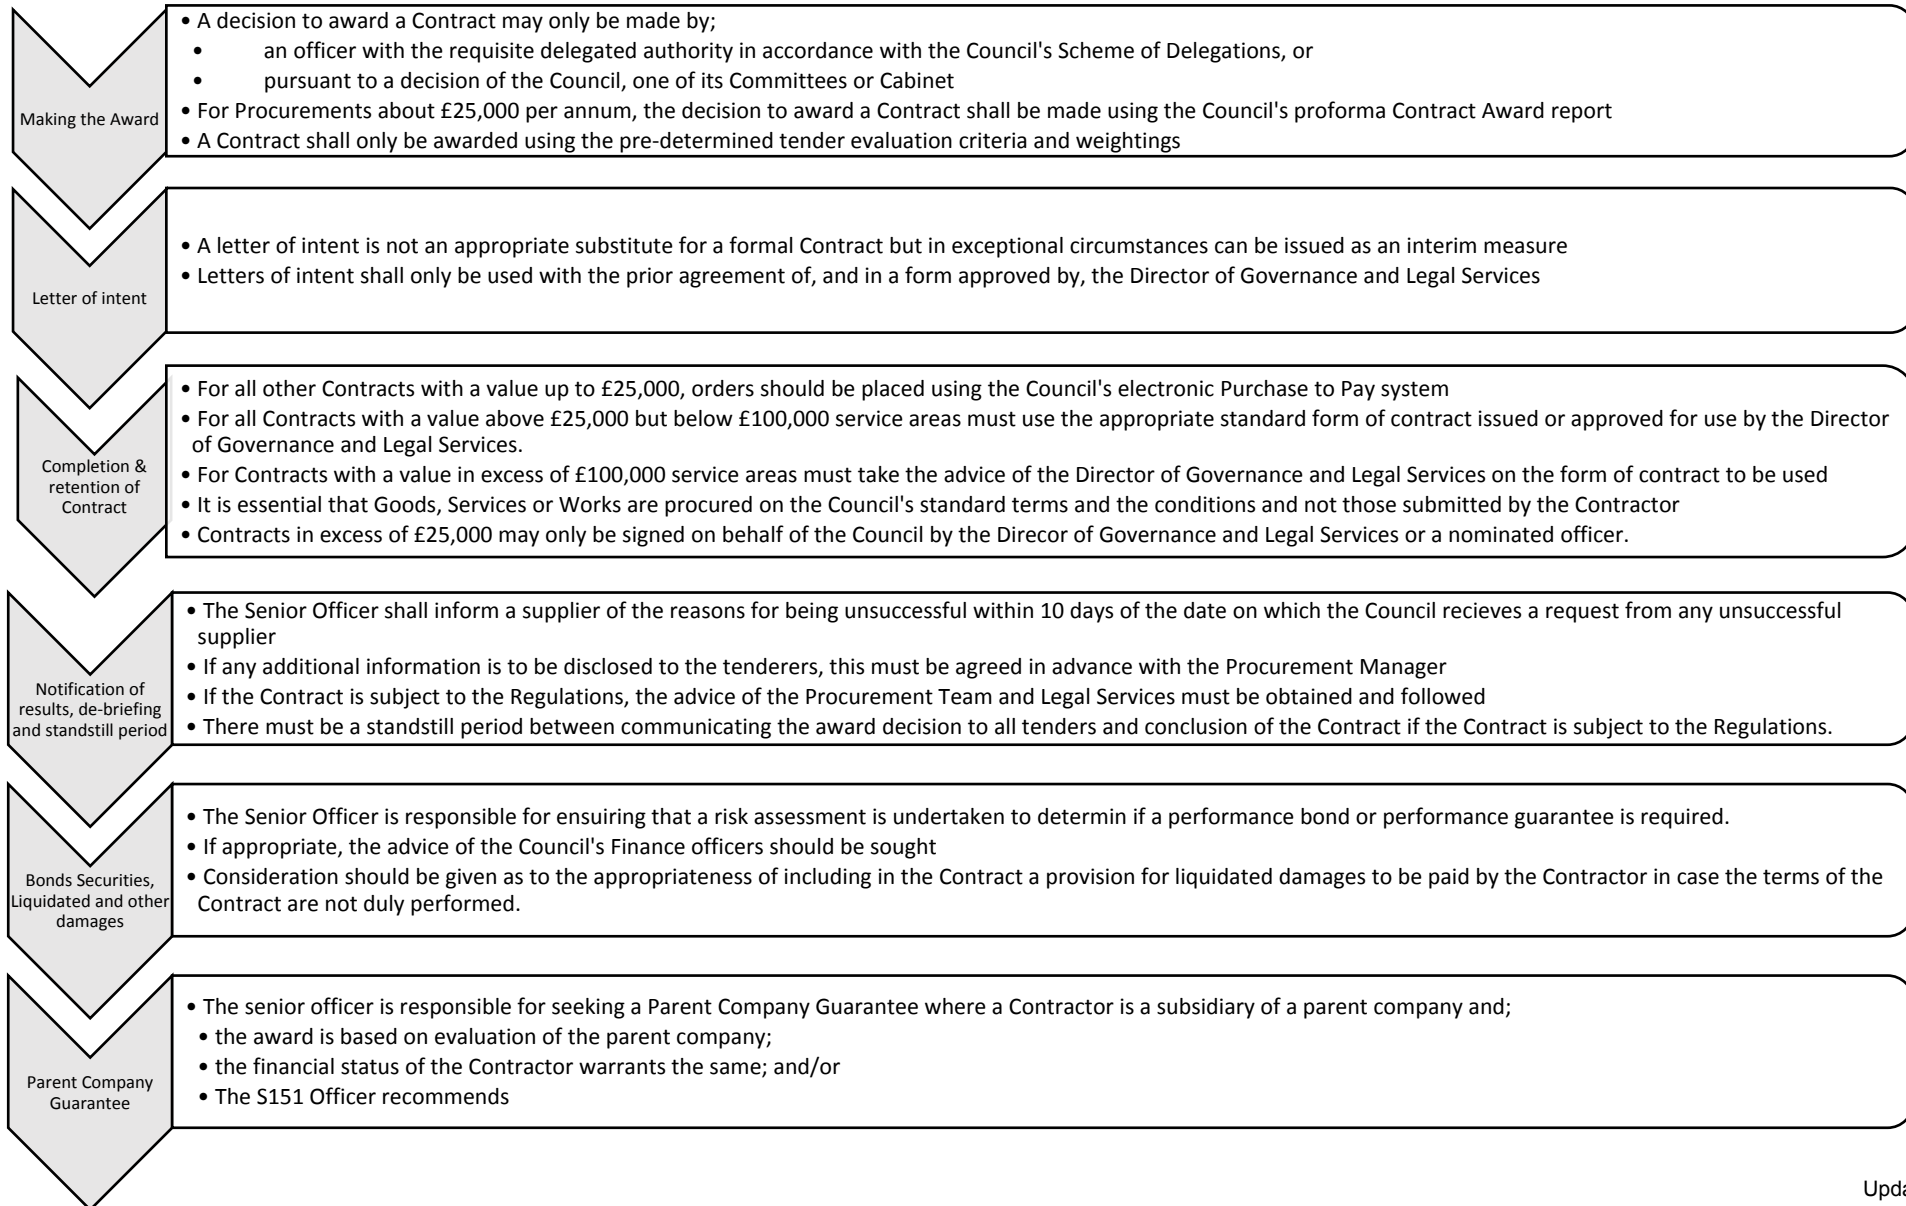 Making the Award
• A decision to award a Contract may only be made by;
• an officer with the requisite delegated authority in accordance with the Council's Scheme of Delegations, or
• pursuant to a decision of the Council, one of its Committees or Cabinet
• For Procurements about £25,000 per annum, the decision to award a Contract shall be made using the Council's proforma Contract Award report
• A Contract shall only be awarded using the pre-determined tender evaluation criteria and weightings
Letter of intent
• A letter of intent is not an appropriate substitute for a formal Contract but in exceptional circumstances can be issued as an interim measure
• Letters of intent shall only be used with the prior agreement of, and in a form approved by, the Director of Governance and Legal Services
Completion &
retention of
Contract
• For all other Contracts with a value up to £25,000, orders should be placed using the Council's electronic Purchase to Pay system
• For all Contracts with a value above £25,000 but below £100,000 service areas must use the appropriate standard form of contract issued or approved for use by the Director
of Governance and Legal Services.
• For Contracts with a value in excess of £100,000 service areas must take the advice of the Director of Governance and Legal Services on the form of contract to be used
• It is essential that Goods, Services or Works are procured on the Council's standard terms and the conditions and not those submitted by the Contractor
• Contracts in excess of £25,000 may only be signed on behalf of the Council by the Direcor of Governance and Legal Services or a nominated officer.
Notification of
results, de-briefing
and standstill period
• The Senior Officer shall inform a supplier of the reasons for being unsuccessful within 10 days of the date on which the Council recieves a request from any unsuccessful
supplier
• If any additional information is to be disclosed to the tenderers, this must be agreed in advance with the Procurement Manager
• If the Contract is subject to the Regulations, the advice of the Procurement Team and Legal Services must be obtained and followed
• There must be a standstill period between communicating the award decision to all tenders and conclusion of the Contract if the Contract is subject to the Regulations.
Bonds Securities,
Liquidated and other
damages
• The Senior Officer is responsible for ensuiring that a risk assessment is undertaken to determin if a performance bond or performance guarantee is required.
• If appropriate, the advice of the Council's Finance officers should be sought
• Consideration should be given as to the appropriateness of including in the Contract a provision for liquidated damages to be paid by the Contractor in case the terms of the
Contract are not duly performed.
Parent Company
Guarantee
• The senior officer is responsible for seeking a Parent Company Guarantee where a Contractor is a subsidiary of a parent company and;
• the award is based on evaluation of the parent company;
• the financial status of the Contractor warrants the same; and/or
• The S151 Officer recommends